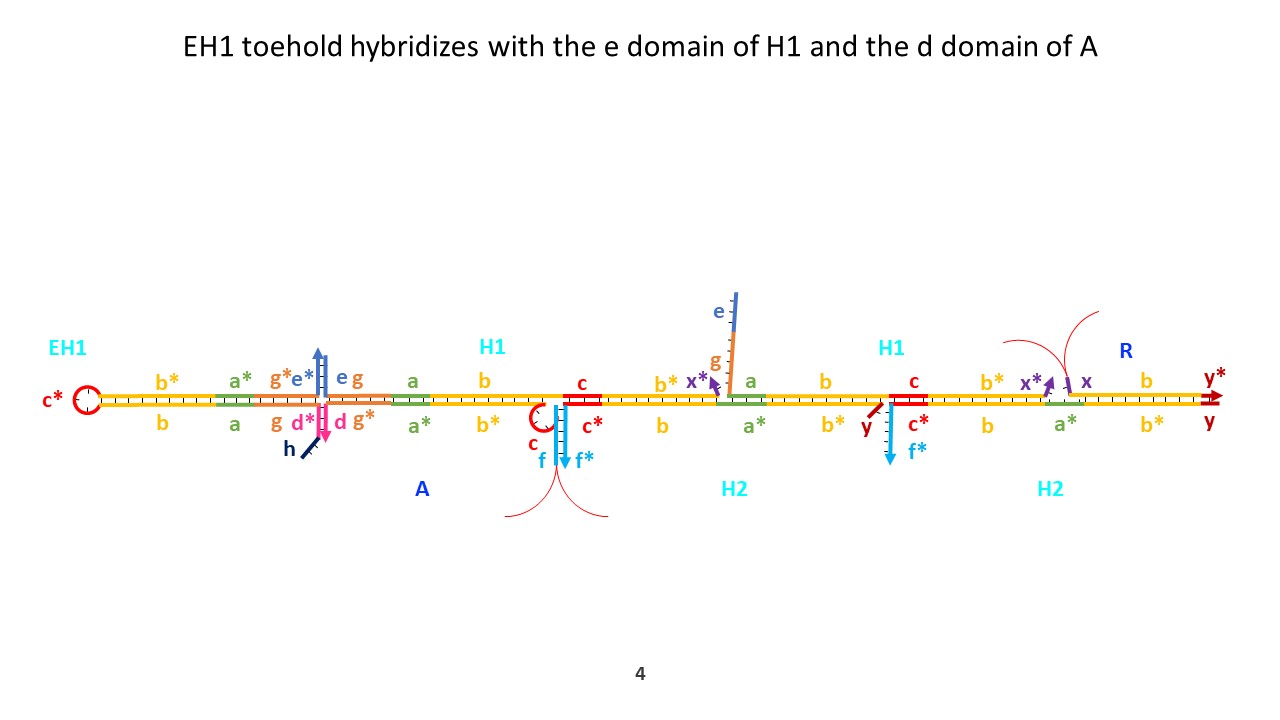 EH1 toehold hybridizes with the e domain of H1 and the d domain of A
EH1 H1 H1 R
c* b* a* g* e* e g a b c b* x* e g a b c b* x* x b y*
b a g d* d g* a* b* c c* b a* b* y c* b a* b* y
h f f* f*
A H2 H2
4